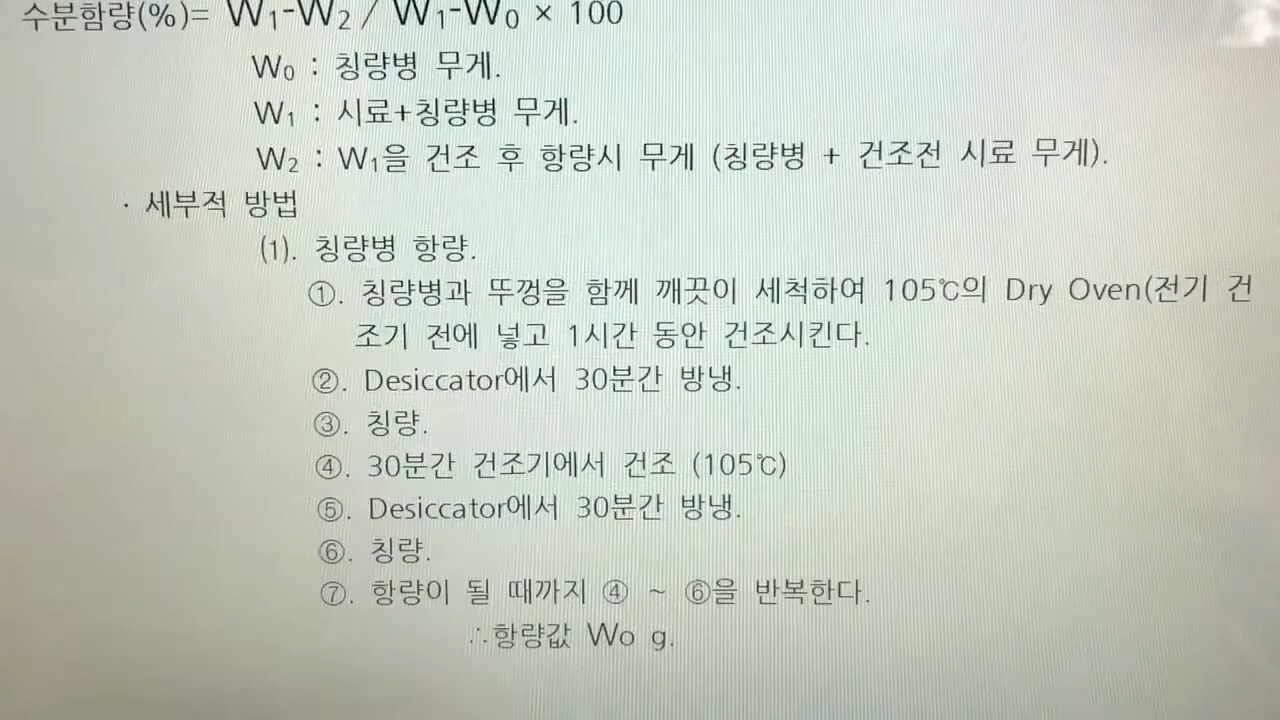 수분함량(%)= W₁-W₂ / W₁-W₀ × 100
W₀ : 칭량병 무게.
W₁ : 시료+칭량병 무게.
W₂ : W₁을 건조 후 항량시 무게 (칭량병 + 건조전 시료 무게).
· 세부적 방법
(1). 칭량병 항량.
①. 칭량병과 뚜껑을 함께 깨끗이 세척하여 105℃의 Dry Oven(전기 건
조기 전에 넣고 1시간 동안 건조시킨다.
②. Desiccator에서 30분간 방냉.
③. 칭량.
④. 30분간 건조기에서 건조 (105℃)
⑤. Desiccator에서 30분간 방냉.
⑥. 칭량.
⑦. 항량이 될 때까지 ④ ~ ⑥을 반복한다.
∴항량값 Wo g.